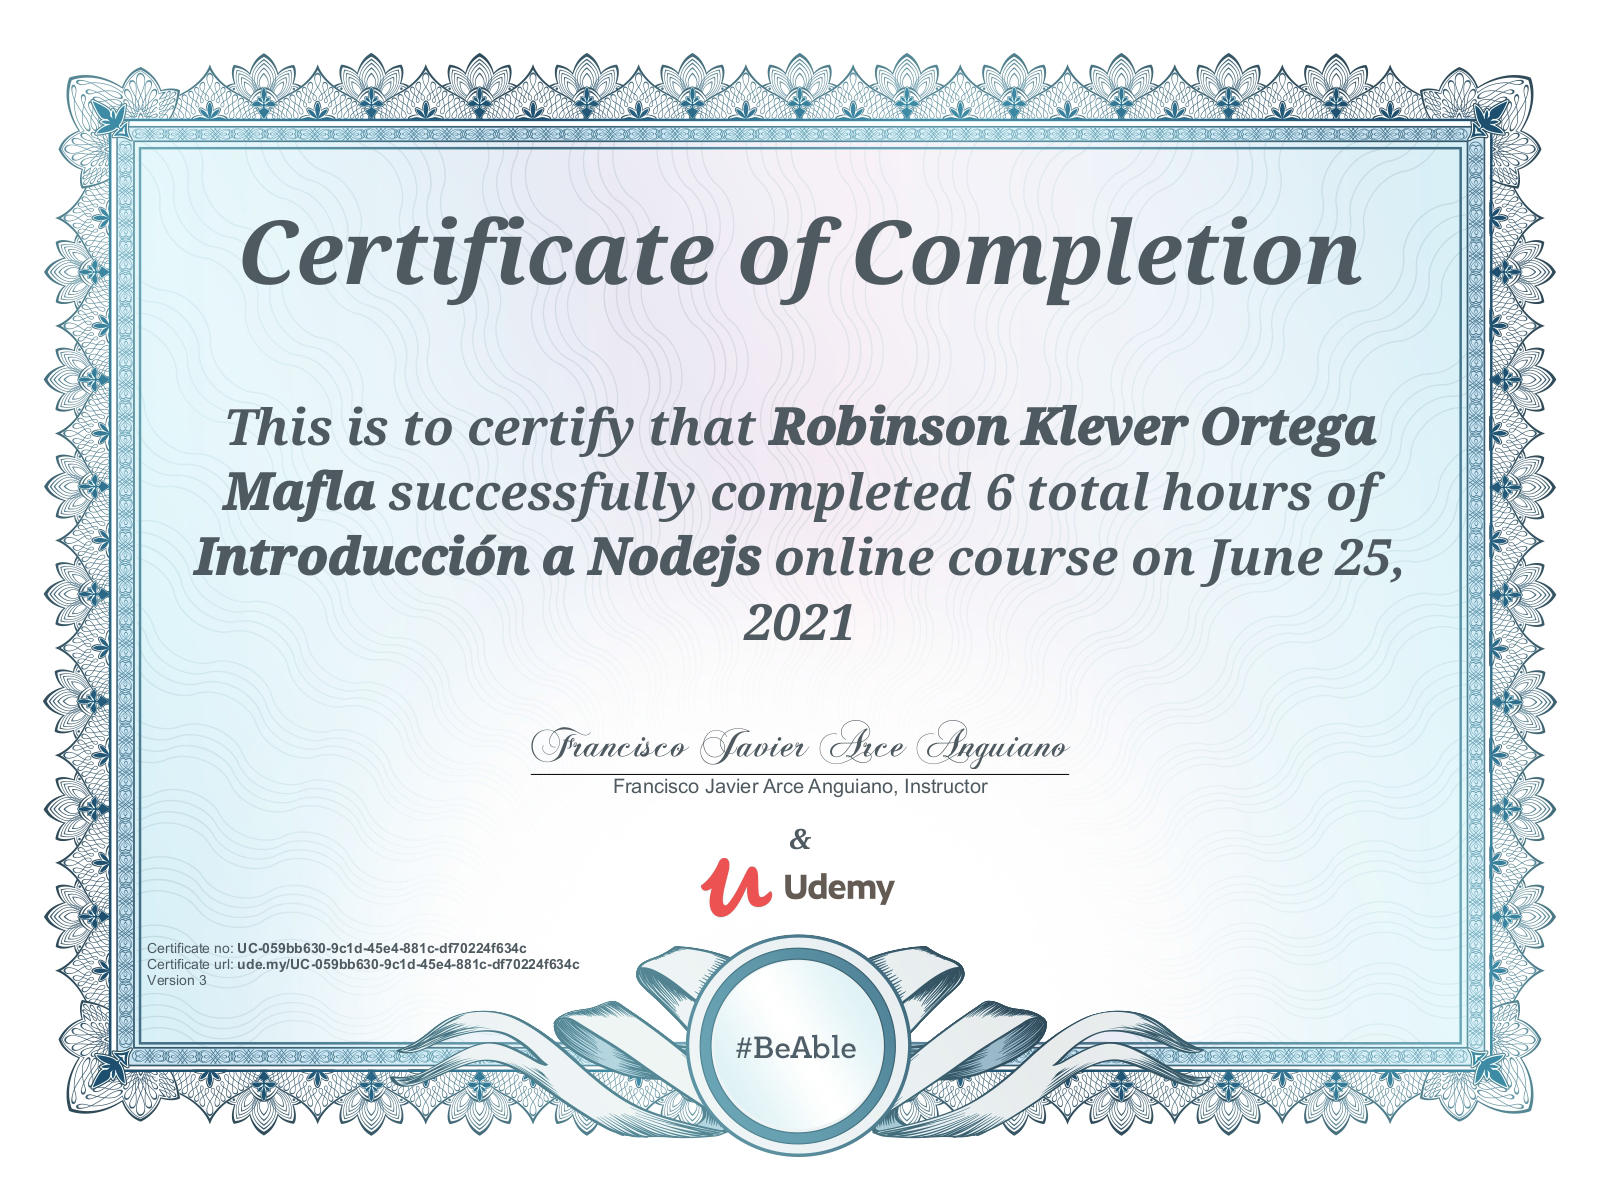 Certificate of Completion
This is to certify that Robinson Klever Ortega
Mafla successfully completed 6 total hours of
Introducción a Nodejs online course on June 25,
2021
Francisco Javier Arce Anguiano
Francisco Javier Arce Anguiano, Instructor
&
Udemy
Certificate no: UC-059bb630-9c1d-45e4-881c-df70224f634c
Certificate url: ude.my/UC-059bb630-9c1d-45e4-881c-df70224f634c
Version 3
#BeAble